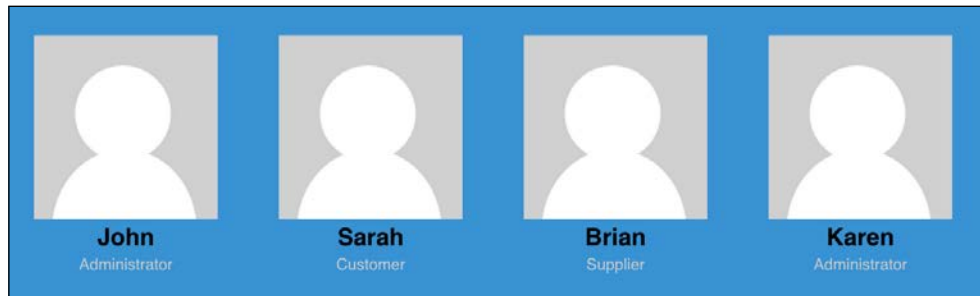 John
Administrator
Sarah
Customer
Brian
Supplier
Karen
Administrator